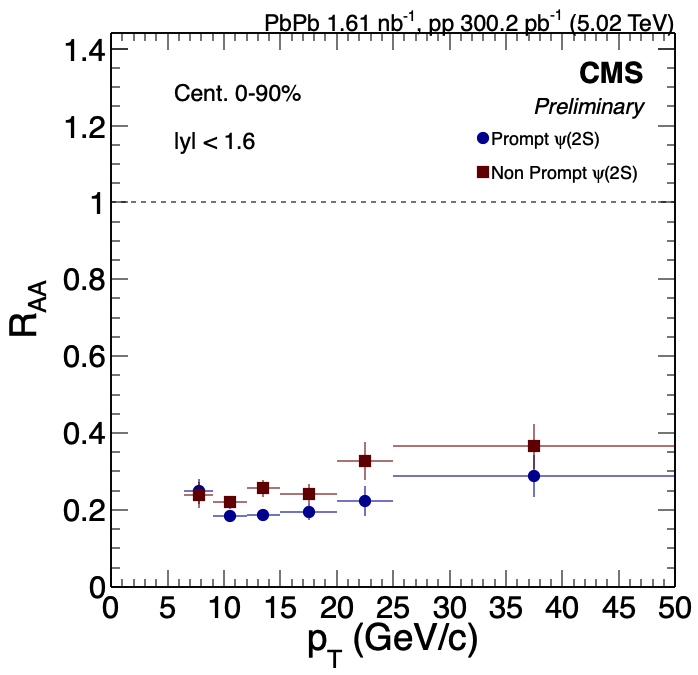 PbPb 1.61 nb⁻¹, pp 300.2 pb⁻¹ (5.02 TeV)
CMS
Preliminary
Cent. 0-90%
|y| < 1.6
Prompt ψ(2S)
Non Prompt ψ(2S)
1.4
1.2
1
0.8
0.6
0.4
0.2
0
R_AA
0 5 10 15 20 25 30 35 40 45 50
p_T (GeV/c)